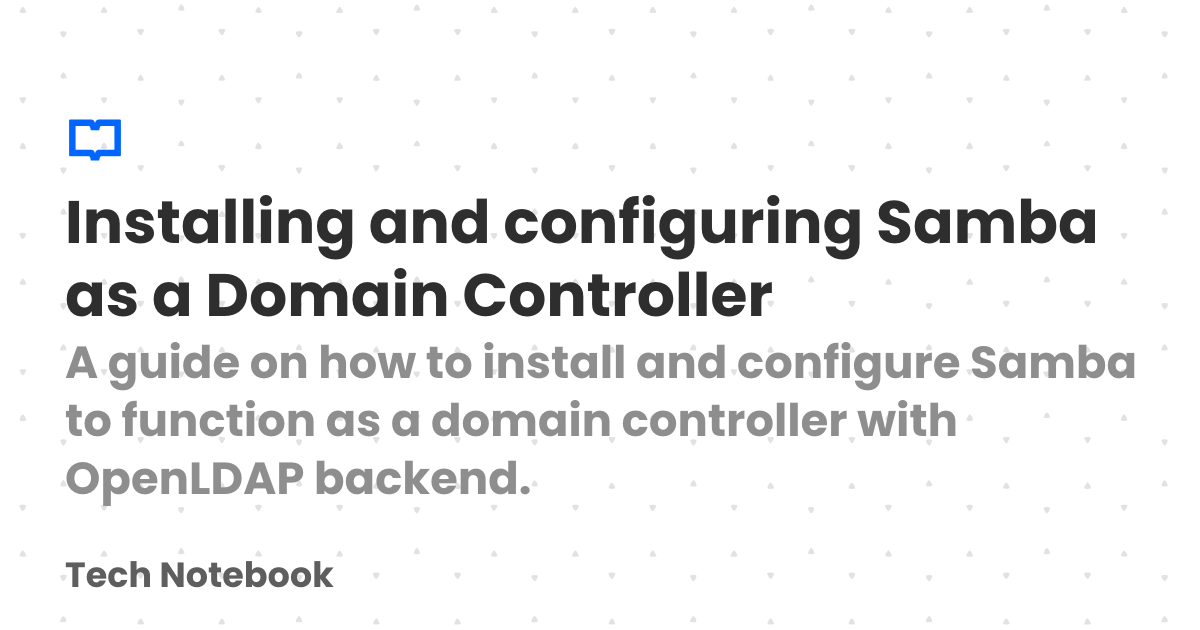 Installing and configuring Samba
as a Domain Controller
A guide on how to install and configure Samba
to function as a domain controller with
OpenLDAP backend.
Tech Notebook